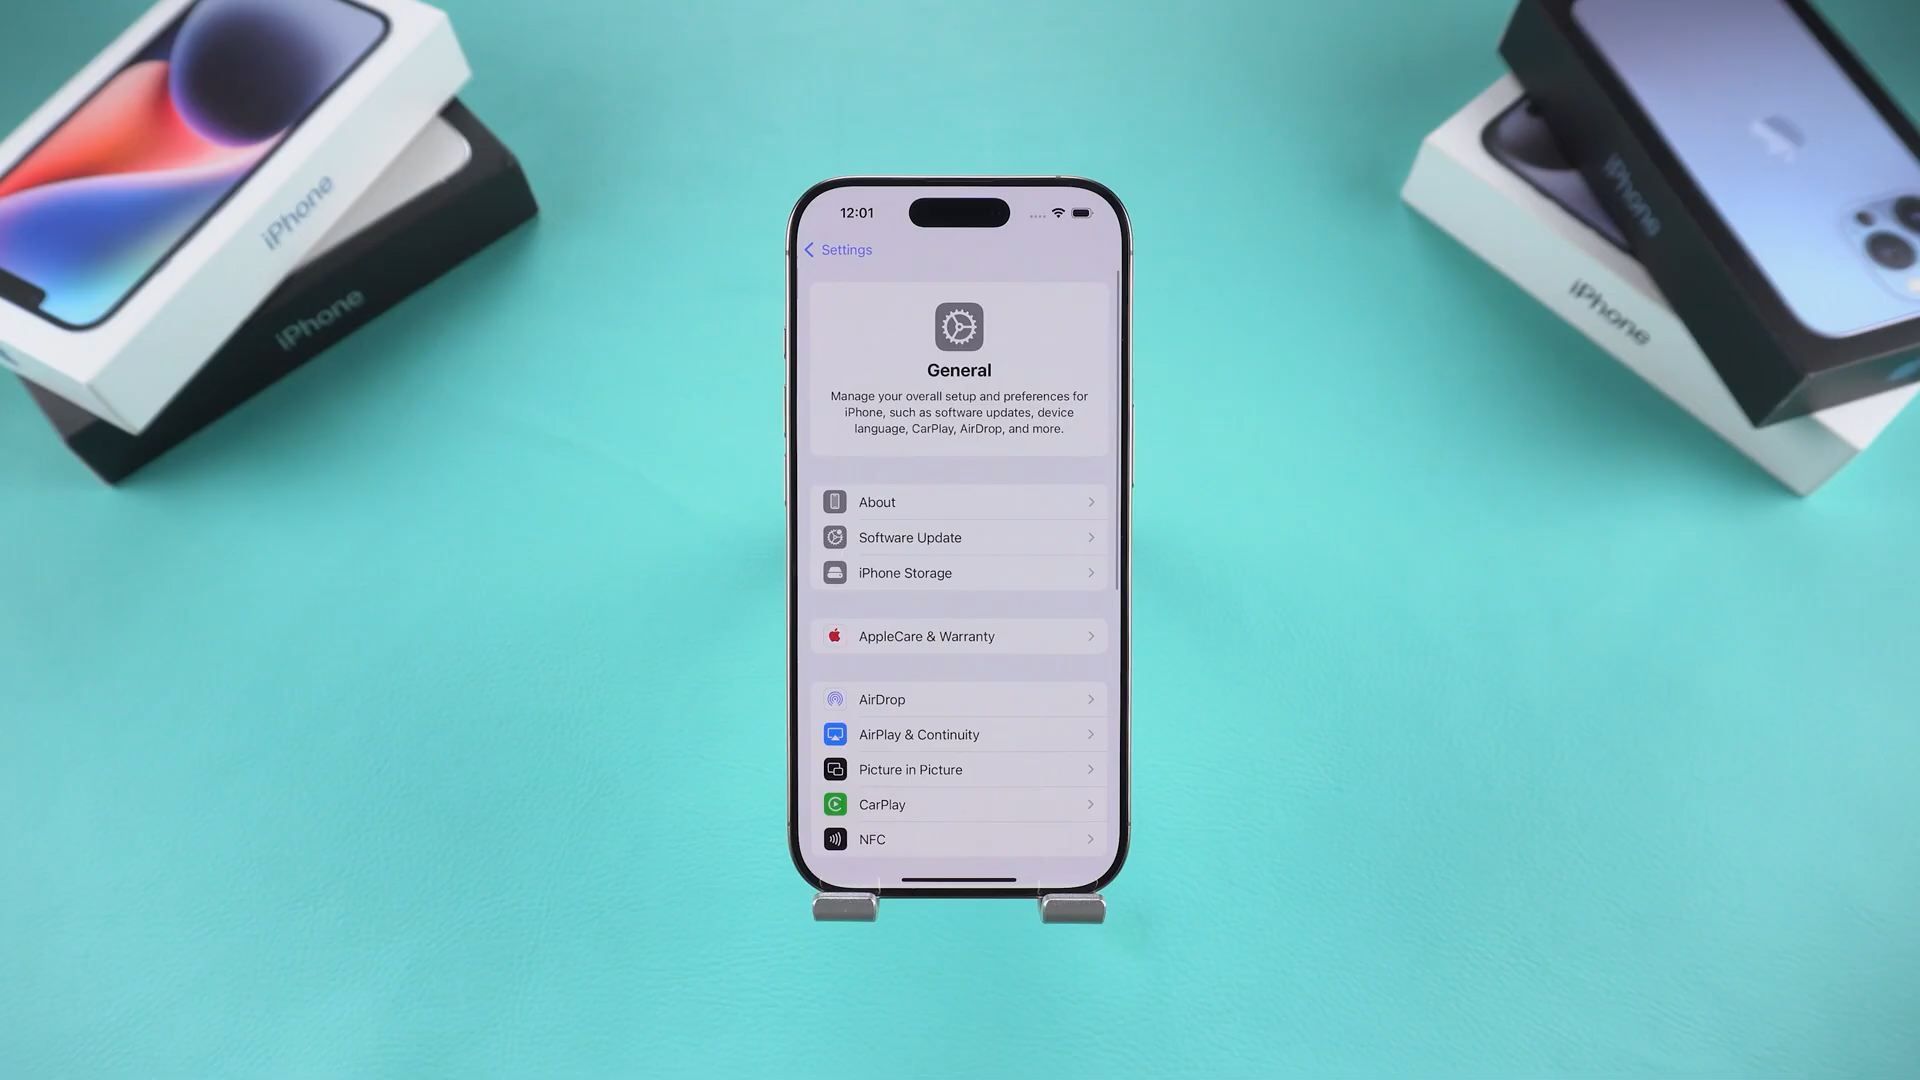 iPhone
iPhone
iPhone
iPhone
12:01
Settings
General
Manage your overall setup and preferences for
iPhone, such as software updates, device
language, CarPlay, AirDrop, and more.
About
Software Update
iPhone Storage
AppleCare & Warranty
AirDrop
AirPlay & Continuity
Picture in Picture
CarPlay
NFC